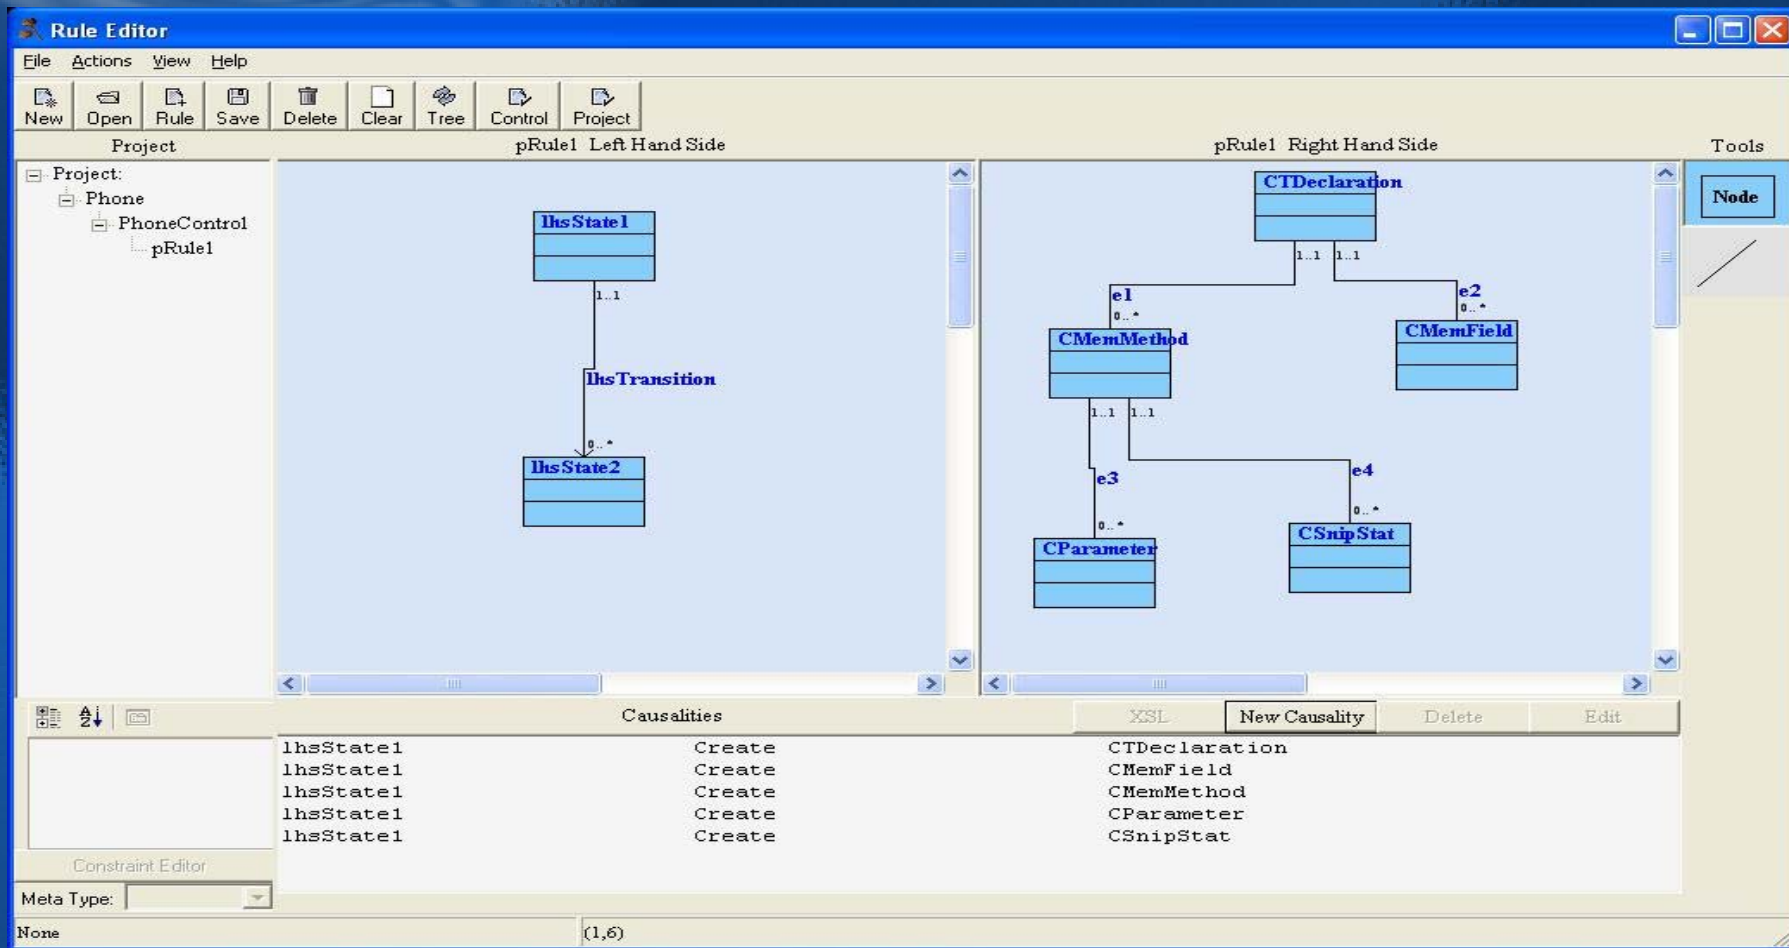 Rule Editor
File Actions View Help
New Open Rule Save Delete Clear Tree Control Project
Project
pRule1 Left Hand Side
pRule1 Right Hand Side
Tools
Project:
Phone
PhoneControl
pRule1
lhsState1
1..1
lhsTransition
0..*
lhsState2
CTDeclaration
1..1 1..1
e1
0..*
e2
0..*
CMemMethod
CMemField
1..1 1..1
e3
e4
0..*
0..*
CParameter
CSnipStat
Node
Causalities
XSL New Causality Delete Edit
lhsState1 Create CTDeclaration
lhsState1 Create CMemField
lhsState1 Create CMemMethod
lhsState1 Create CParameter
lhsState1 Create CSnipStat
A
Z
Constraint Editor
Meta Type:
None
(1,6)